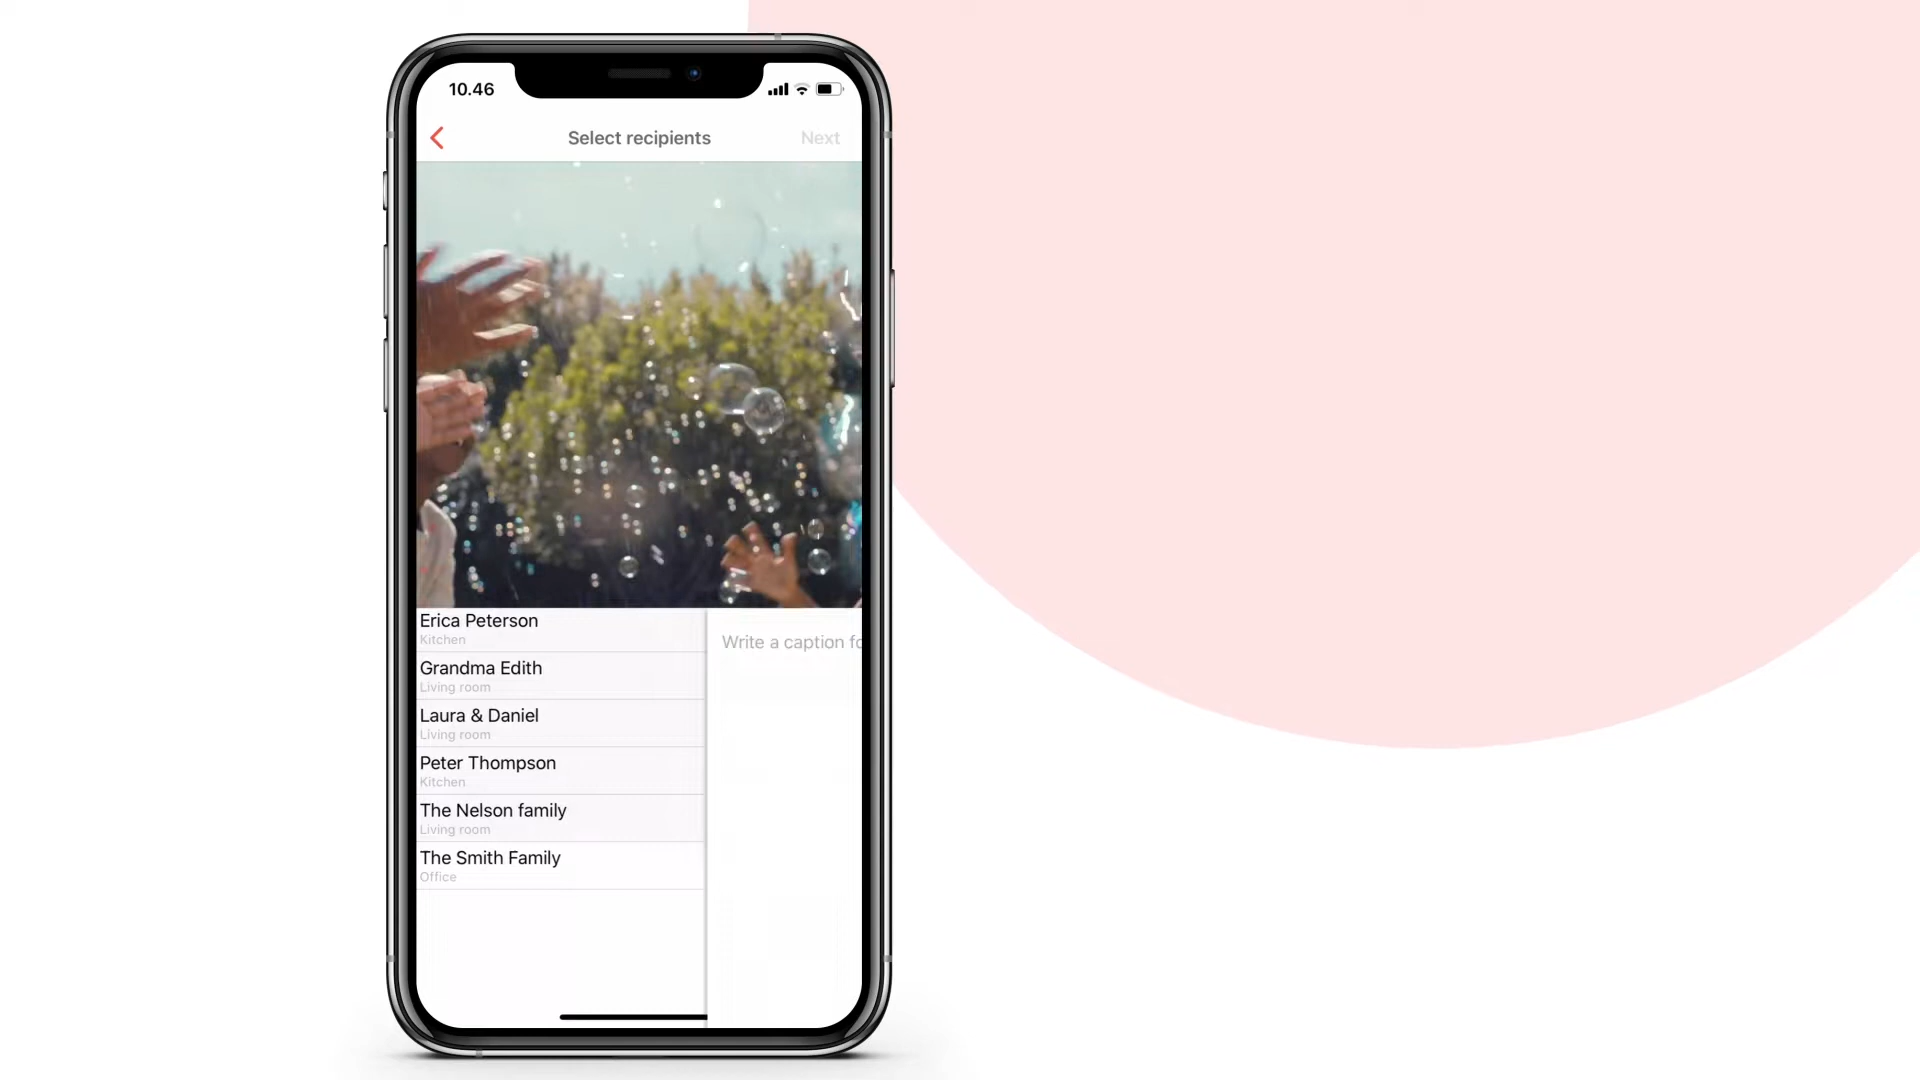 10.46
Select recipients
Next
Erica Peterson
Kitchen
Write a caption fo
Grandma Edith
Living room
Laura & Daniel
Living room
Peter Thompson
Kitchen
The Nelson family
Living room
The Smith Family
Office